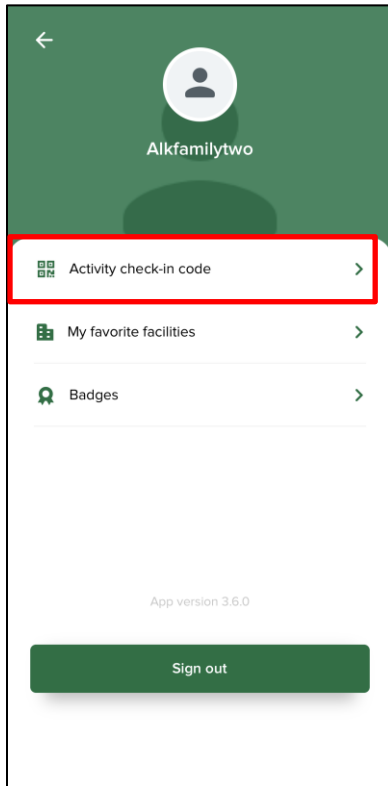 Alkfamilytwo
Activity check-in code
My favorite facilities
Badges
App version 3.6.0
Sign out